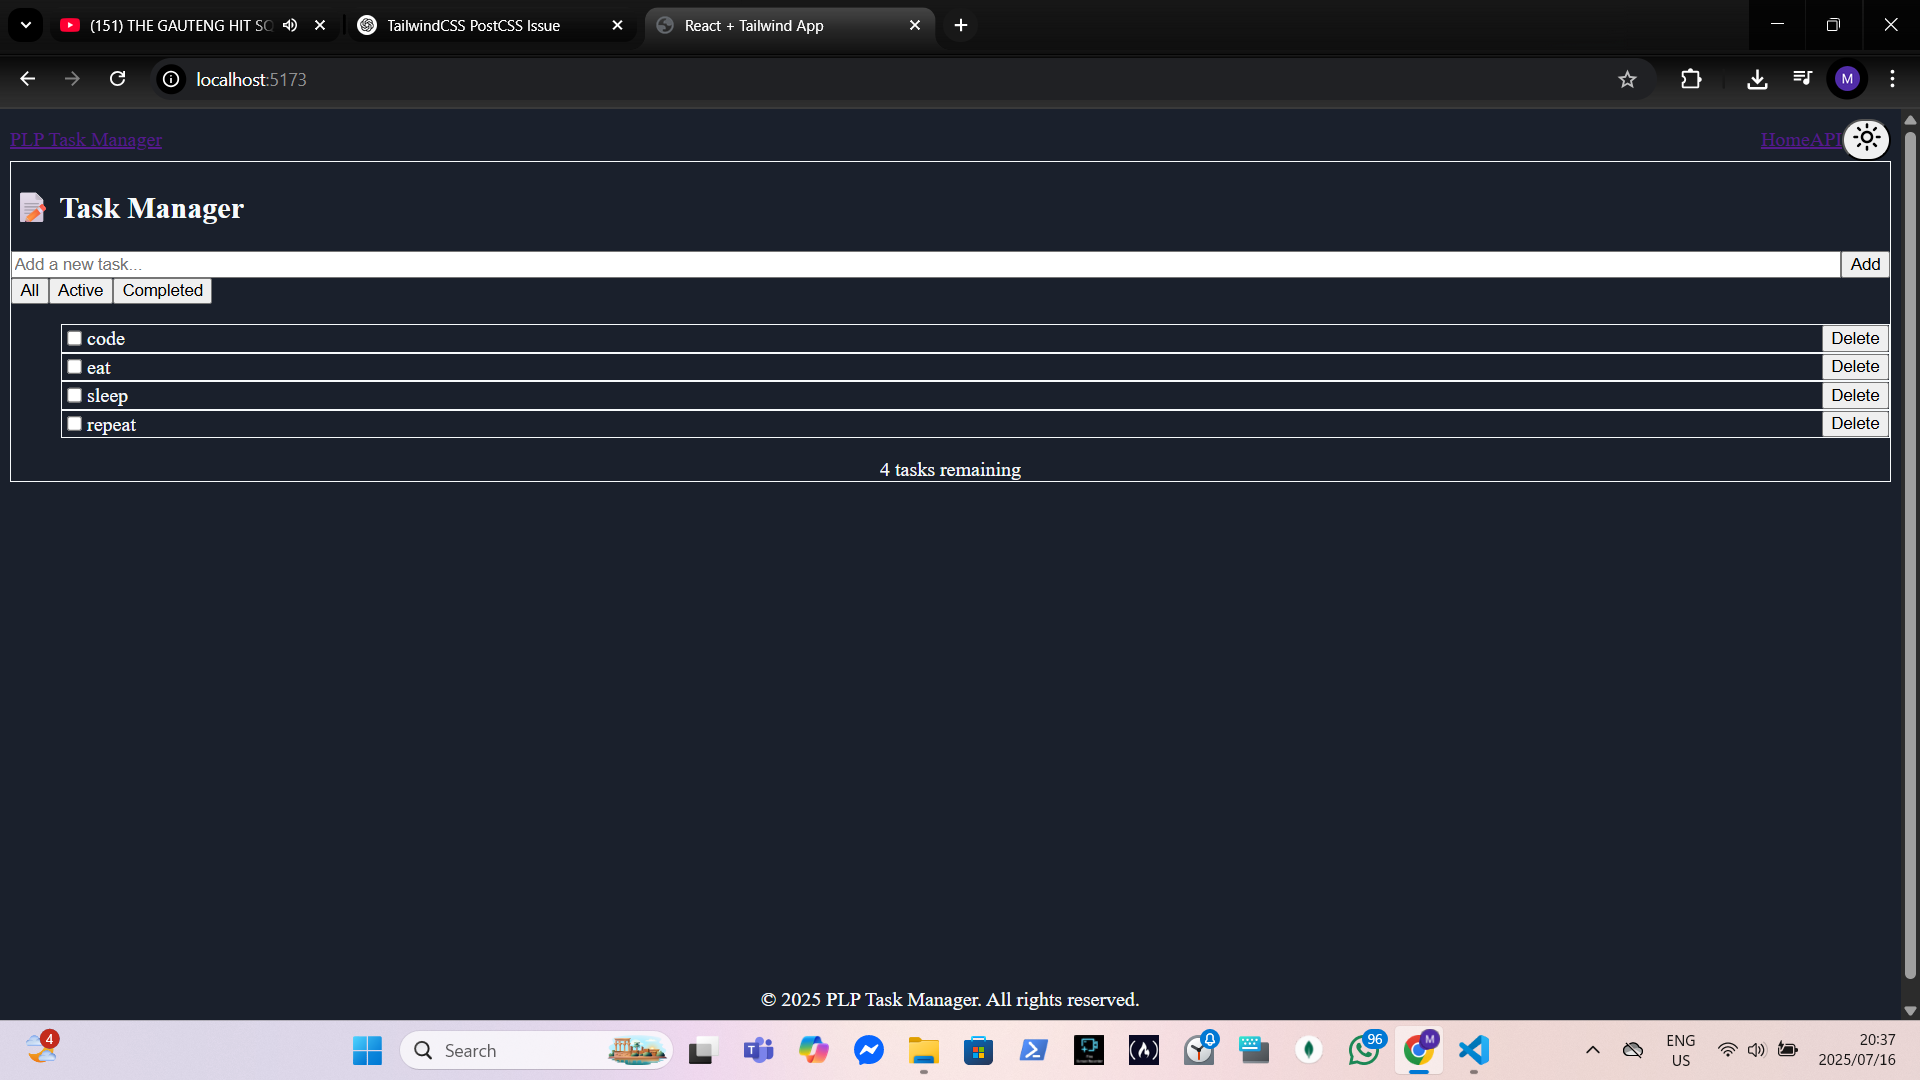 (151) THE GAUTENG HIT SQ
TailwindCSS PostCSS Issue
React + Tailwind App
localhost:5173
M
PLP Task Manager
HomeAPI
Task Manager
Add a new task...
Add
All
Active
Completed
code
Delete
eat
Delete
sleep
Delete
repeat
Delete
4 tasks remaining
© 2025 PLP Task Manager. All rights reserved.
4
Search
96
M
ENG
US
20:37
2025/07/16